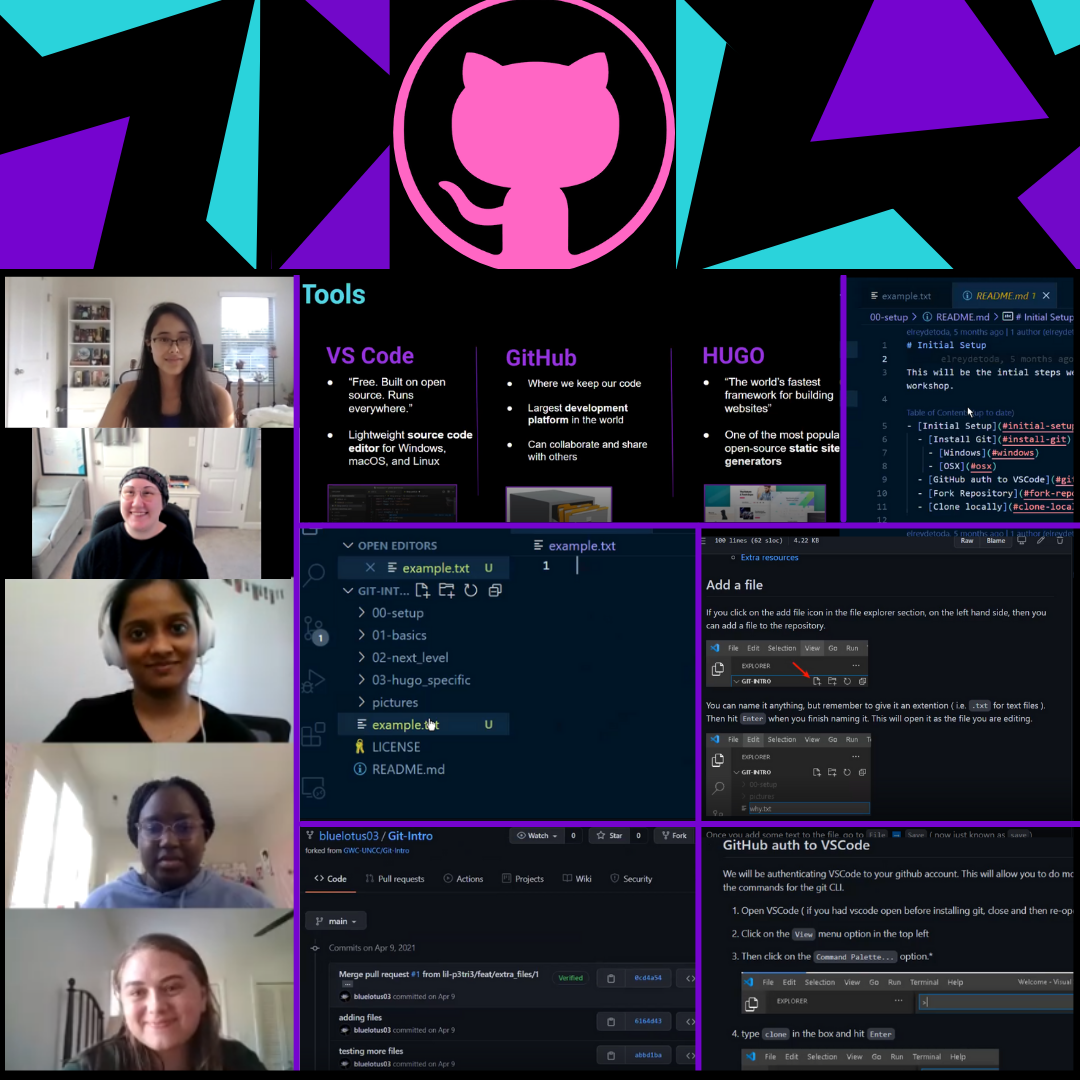 Tools
VS Code
● “Free. Built on open
source. Runs
everywhere.”
● Lightweight source code
editor for Windows,
macOS, and Linux
GitHub
● Where we keep our code
● Largest development
platform in the world
● Can collaborate and share
with others
HUGO
● “The world’s fastest
framework for building
websites”
● One of the most popula
open-source static site
generators
example.txt
README.md 1 ×
00-setup > README.md > # Initial Setup
elreydetoda, 5 months ago | 1 author (elreydet
1 # Initial Setup
2 elreydetoda, 5 months ago
3 This will be the intial steps we
workshop.
4
Table of Content (up to date)
5 - [Initial Setup](#initial-setup
6 - [Install Git](#install-git)
7 - [Windows](#windows)
8 - [OSX](#osx)
9 - [GitHub auth to VSCode](#git
10 - [Fork Repository](#fork-repo
11 - [Clone locally](#clone-loca
12
elreydetoda, 5 months ago | 1 author (elreydet
OPEN EDITORS
× example.txt U
GIT-INT...
00-setup
01-basics
02-next_level
03-hugo_specific
pictures
example.txt U
LICENSE
README.md
1
example.txt
1
100 lines (62 sloc) 4.22 KB
Raw Blame
Extra resources
Add a file
If you click on the add file icon in the file explorer section, on the left hand side, then you
can add a file to the repository.
File Edit Selection View Go Run
EXPLORER ...
GIT-INTRO
You can name it anything, but remember to give it an extention ( i.e. .txt for text files ).
Then hit Enter when you finish naming it. This will open it as the file you are editing.
File Edit Selection View Go Run
EXPLORER ...
GIT-INTRO
00-setup
pictures
why.txt
Once you add some text to the file, go to File Save ( now just known as save )
bluelotus03 / Git-Intro
forked from GWC-UNCC/Git-Intro
Watch 0 Star 0 Fork
Code Pull requests Actions Projects Wiki Security
main
Commits on Apr 9, 2021
Merge pull request #1 from lil-p3tri3/feat/extra_files/1
...
Verified 0cd4a54
bluelotus03 committed on Apr 9
adding files
6164d43
bluelotus03 committed on Apr 9
testing more files
abbd1ba
bluelotus03 committed on Apr 9
GitHub auth to VSCode
We will be authenticating VSCode to your github account. This will allow you to do mo
the commands for the git CLI.
1. Open VSCode ( if you had vscode open before installing git, close and then re-op
2. Click on the View menu option in the top left
3. Then click on the Command Palette... option.*
File Edit Selection View Go Run Terminal Help Welcome - Visual
EXPLORER ... >
4. type clone in the box and hit Enter
File Edit Selection View Go Run Terminal Help